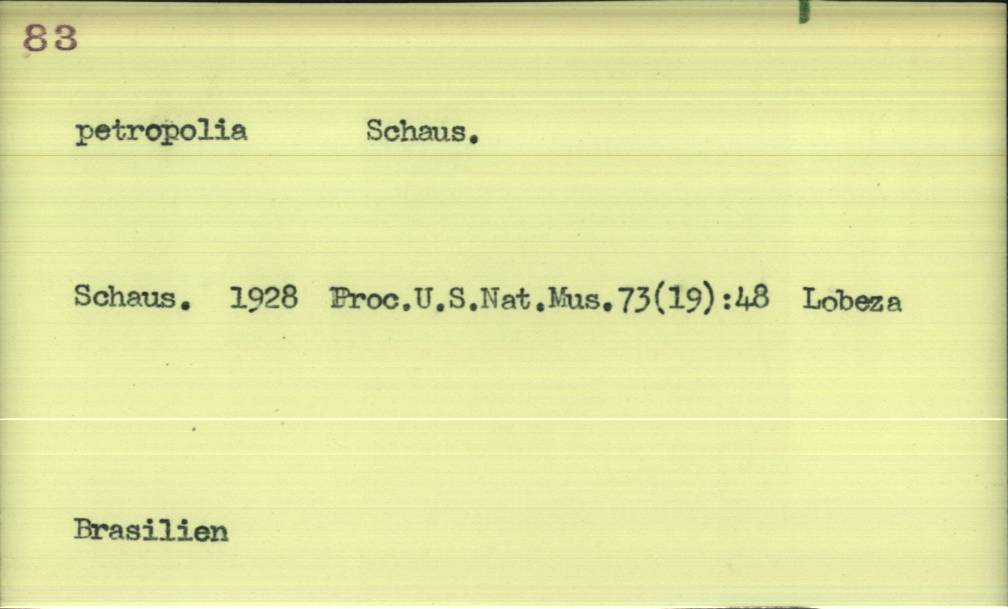 83
petropolia Schaus.
Schaus. 1928 Proc.U.S.Nat.Mus.73(19):48 Lobeza
Brasilien